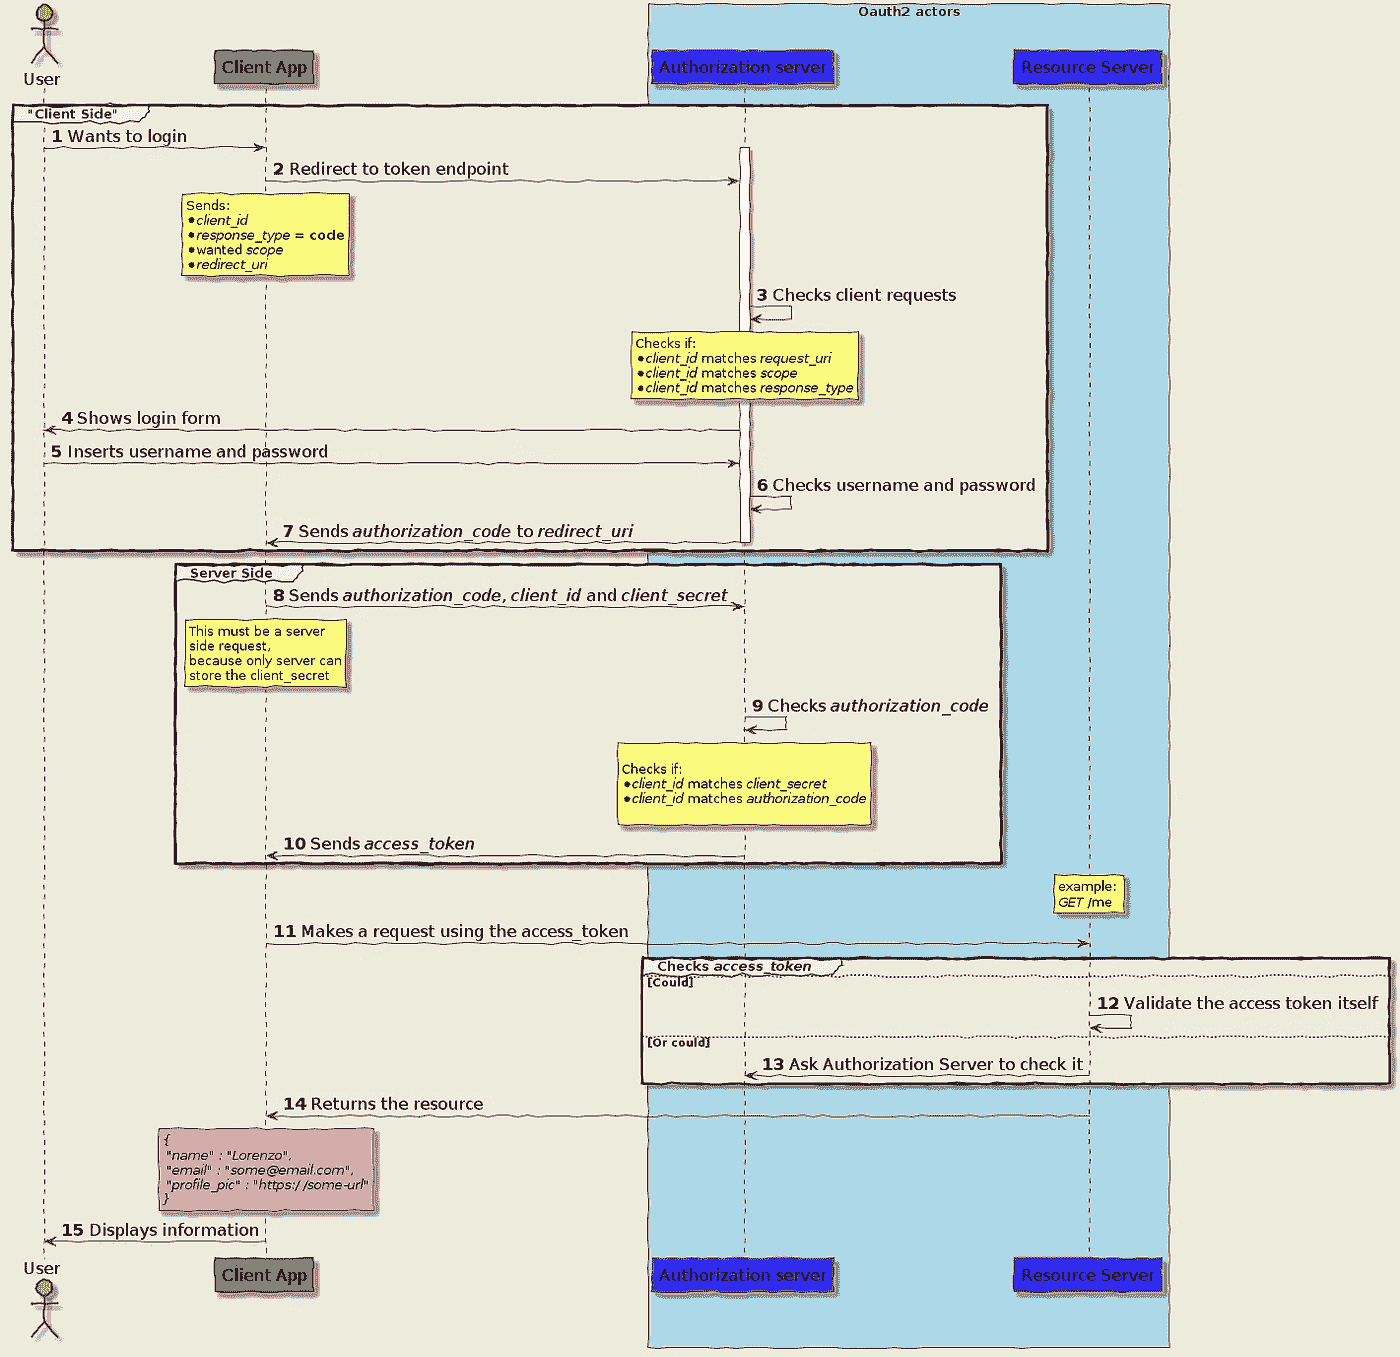 Oauth2 actors
User
Client App
Authorization server
Resource Server
"Client Side"
1 Wants to login
2 Redirect to token endpoint
Sends:
•client_id
•response_type = code
•wanted scope
•redirect_uri
3 Checks client requests
Checks if:
•client_id matches request_uri
•client_id matches scope
•client_id matches response_type
4 Shows login form
5 Inserts username and password
6 Checks username and password
7 Sends authorization_code to redirect_uri
Server Side
8 Sends authorization_code, client_id and client_secret
This must be a server
side request,
because only server can
store the client_secret
9 Checks authorization_code
Checks if:
•client_id matches client_secret
•client_id matches authorization_code
10 Sends access_token
example:
GET /me
11 Makes a request using the access_token
Checks access_token
[Could]
12 Validate the access token itself
[Or could]
13 Ask Authorization Server to check it
14 Returns the resource
{
"name" : "Lorenzo",
"email" : "some@email.com",
"profile_pic" : "https://some-url"
}
15 Displays information
User
Client App
Authorization server
Resource Server